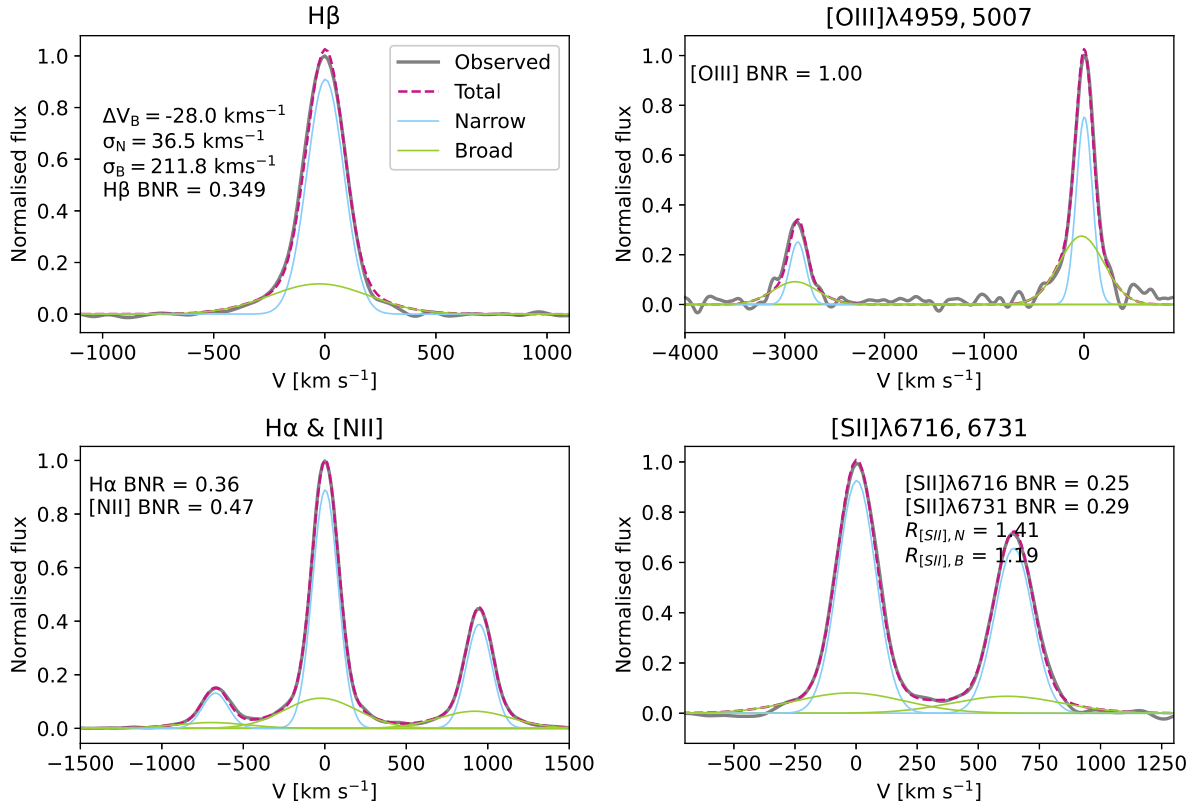 Hβ
1.0
0.8
0.6
0.4
0.2
0.0
Normalised flux
ΔV_B = -28.0 kms⁻¹
σ_N = 36.5 kms⁻¹
σ_B = 211.8 kms⁻¹
Hβ BNR = 0.349
Observed
Total
Narrow
Broad
−1000 −500 0 500 1000
V [km s⁻¹]
[OIII]λ4959, 5007
1.0
0.8
0.6
0.4
0.2
0.0
Normalised flux
[OIII] BNR = 1.00
−4000 −3000 −2000 −1000 0
V [km s⁻¹]
Hα & [NII]
1.0
0.8
0.6
0.4
0.2
0.0
Normalised flux
Hα BNR = 0.36
[NII] BNR = 0.47
−1500 −1000 −500 0 500 1000 1500
V [km s⁻¹]
[SII]λ6716, 6731
1.0
0.8
0.6
0.4
0.2
0.0
Normalised flux
[SII]λ6716 BNR = 0.25
[SII]λ6731 BNR = 0.29
R_[SII], N = 1.41
R_[SII], B = 1.19
−500 −250 0 250 500 750 1000 1250
V [km s⁻¹]